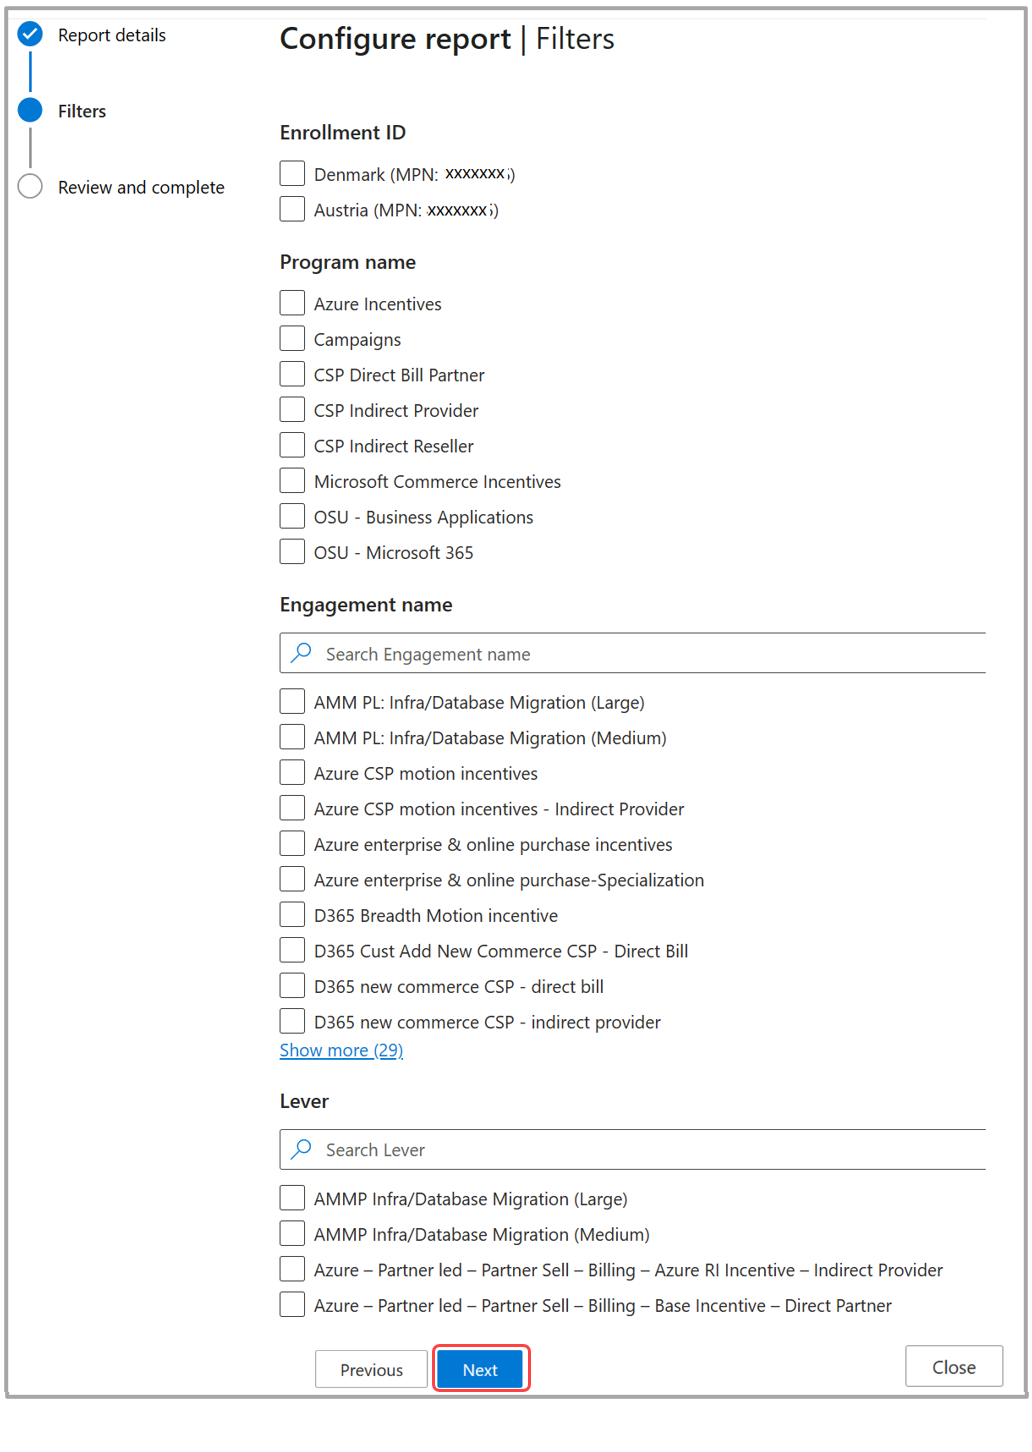 Report details
Filters
Review and complete
Configure report | Filters
Enrollment ID
Denmark (MPN: xxxxxxx)
Austria (MPN: xxxxxxx)
Program name
Azure Incentives
Campaigns
CSP Direct Bill Partner
CSP Indirect Provider
CSP Indirect Reseller
Microsoft Commerce Incentives
OSU - Business Applications
OSU - Microsoft 365
Engagement name
Search Engagement name
AMM PL: Infra/Database Migration (Large)
AMM PL: Infra/Database Migration (Medium)
Azure CSP motion incentives
Azure CSP motion incentives - Indirect Provider
Azure enterprise & online purchase incentives
Azure enterprise & online purchase-Specialization
D365 Breadth Motion incentive
D365 Cust Add New Commerce CSP - Direct Bill
D365 new commerce CSP - direct bill
D365 new commerce CSP - indirect provider
Show more (29)
Lever
Search Lever
AMMP Infra/Database Migration (Large)
AMMP Infra/Database Migration (Medium)
Azure – Partner led – Partner Sell – Billing – Azure RI Incentive – Indirect Provider
Azure – Partner led – Partner Sell – Billing – Base Incentive – Direct Partner
Previous
Next
Close